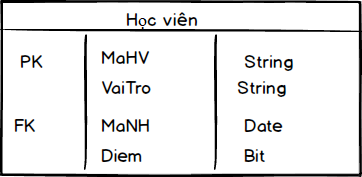 Học viên
PK MaHV String
VaiTro String
FK MaNH Date
Diem Bit